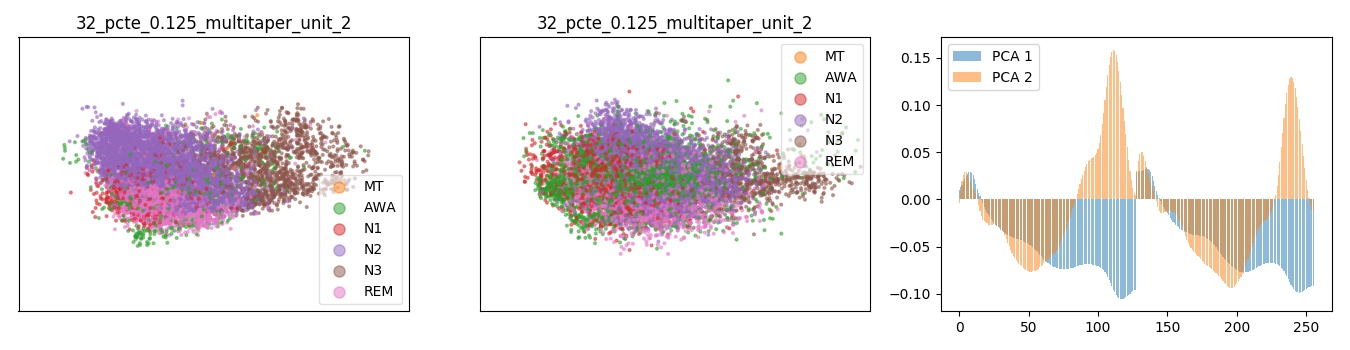 32_pcte_0.125_multitaper_unit_2
MT
AWA
N1
N2
N3
REM
32_pcte_0.125_multitaper_unit_2
MT
AWA
N1
N2
N3
REM
PCA 1
PCA 2
0.15
0.10
0.05
0.00
−0.05
−0.10
0
50
100
150
200
250